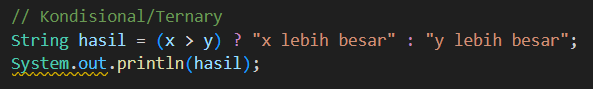 // Kondisional/Ternary
String hasil = (x > y) ? "x lebih besar" : "y lebih besar";
System.out.println(hasil);